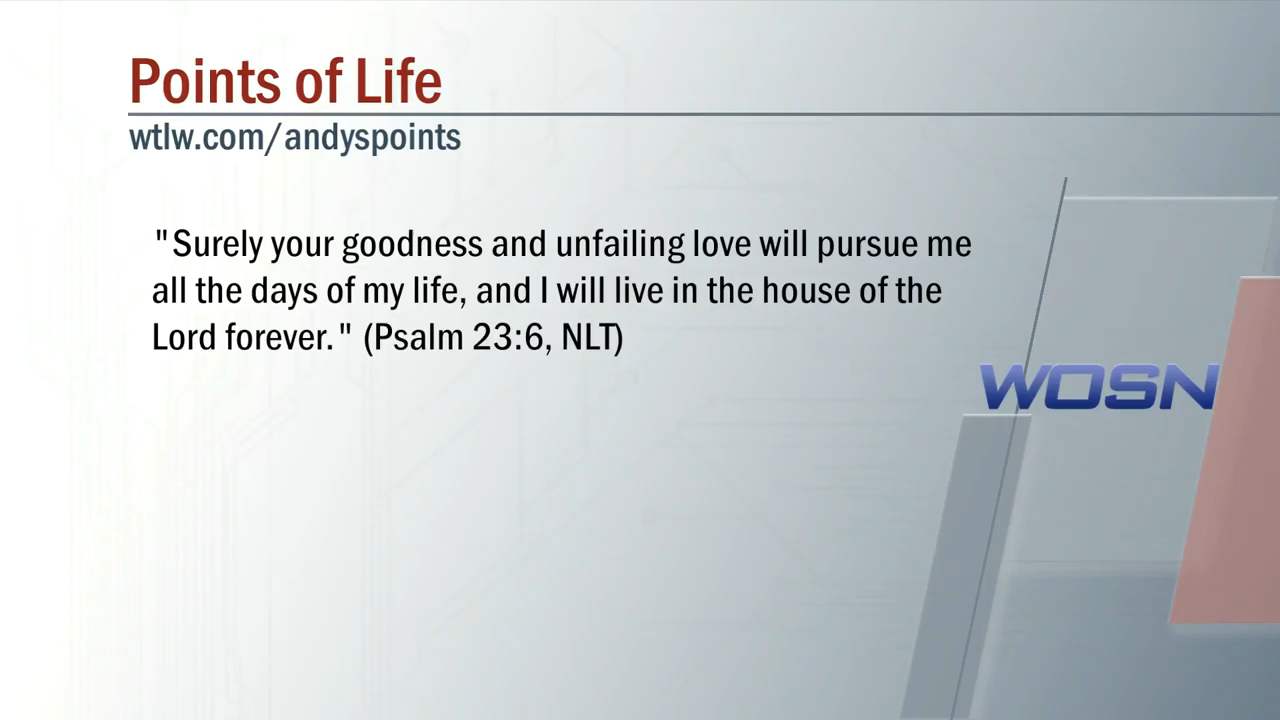 Points of Life
wtlw.com/andyspoints
"Surely your goodness and unfailing love will pursue me
all the days of my life, and I will live in the house of the
Lord forever." (Psalm 23:6, NLT)
WOSN